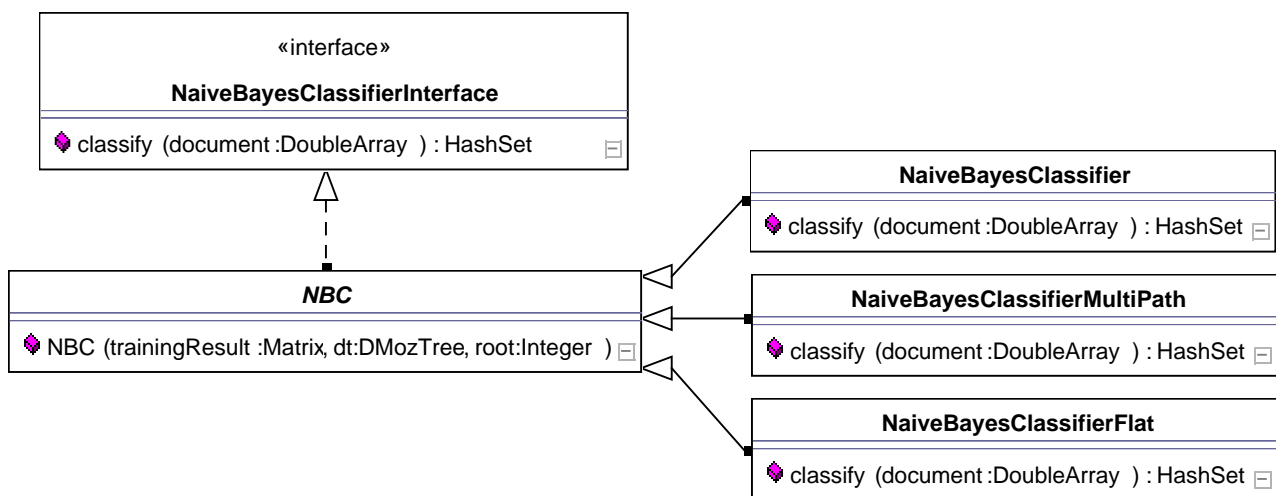 «interface»
NaiveBayesClassifierInterface
classify (document :DoubleArray ) : HashSet
NBC
NBC (trainingResult :Matrix, dt:DMozTree, root:Integer )
NaiveBayesClassifier
classify (document :DoubleArray ) : HashSet
NaiveBayesClassifierMultiPath
classify (document :DoubleArray ) : HashSet
NaiveBayesClassifierFlat
classify (document :DoubleArray ) : HashSet